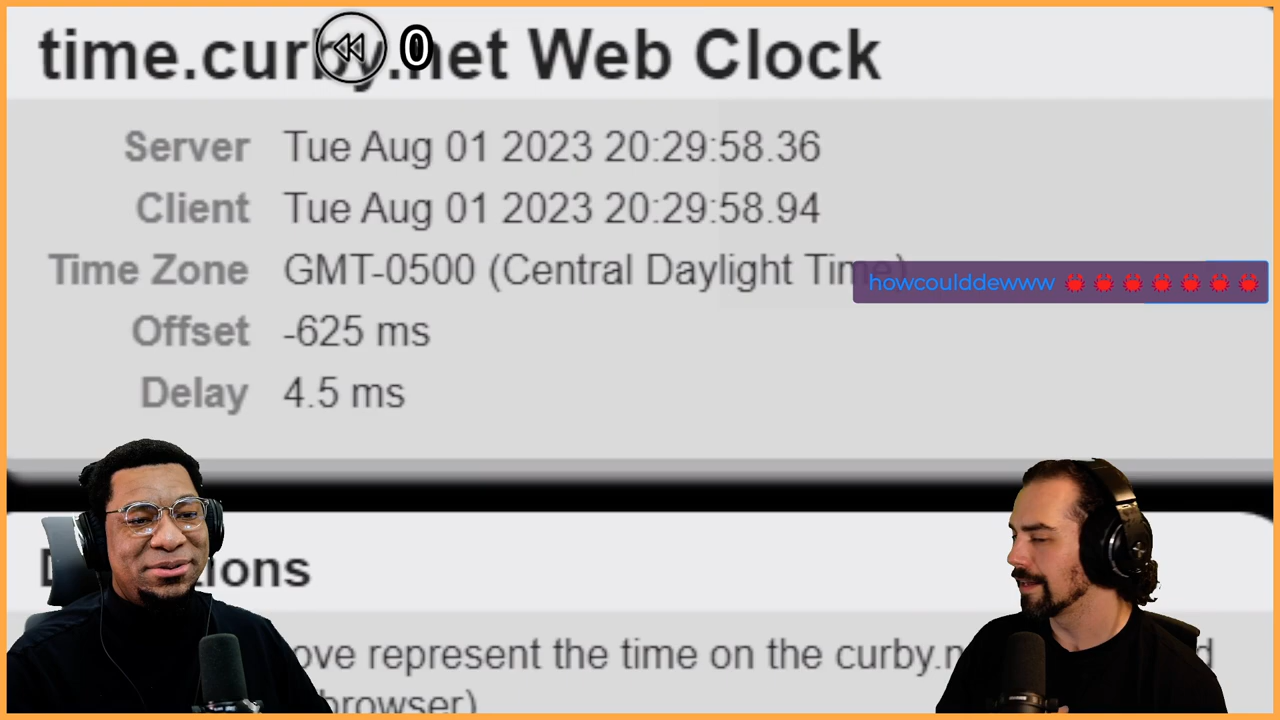 time.curby.net Web Clock
0
Server Tue Aug 01 2023 20:29:58.36
Client Tue Aug 01 2023 20:29:58.94
Time Zone GMT-0500 (Central Daylight Time)
howcoulddewww
Offset -625 ms
Delay 4.5 ms
ove represent the time on the curby.n
browser)